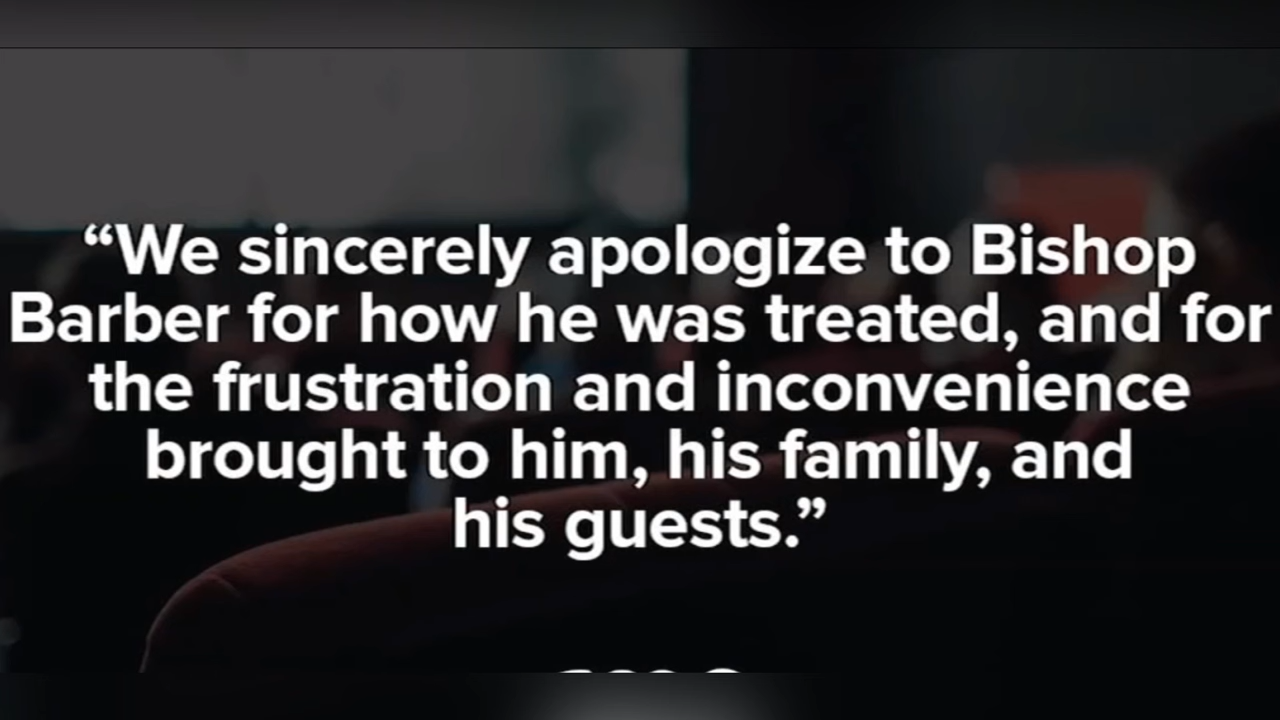 “We sincerely apologize to Bishop
Barber for how he was treated, and for
the frustration and inconvenience
brought to him, his family, and
his guests.”